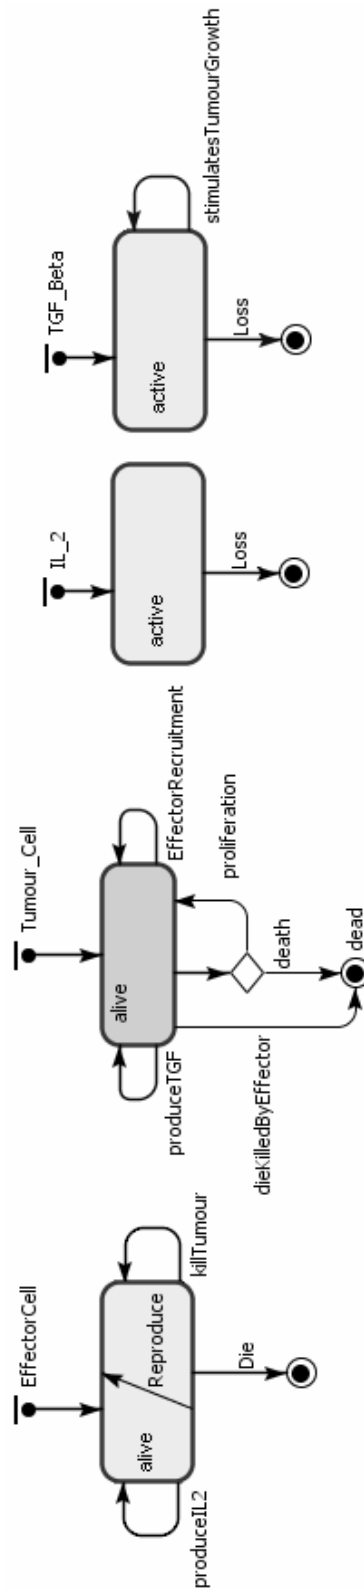 EffectorCell
alive
Reproduce
produceIL2
killTumour
Die
Tumour_Cell
alive
produceTGF
EffectorRecruitment
proliferation
death
dieKilledByEffector
dead
IL_2
active
Loss
TGF_Beta
active
stimulatesTumourGrowth
Loss